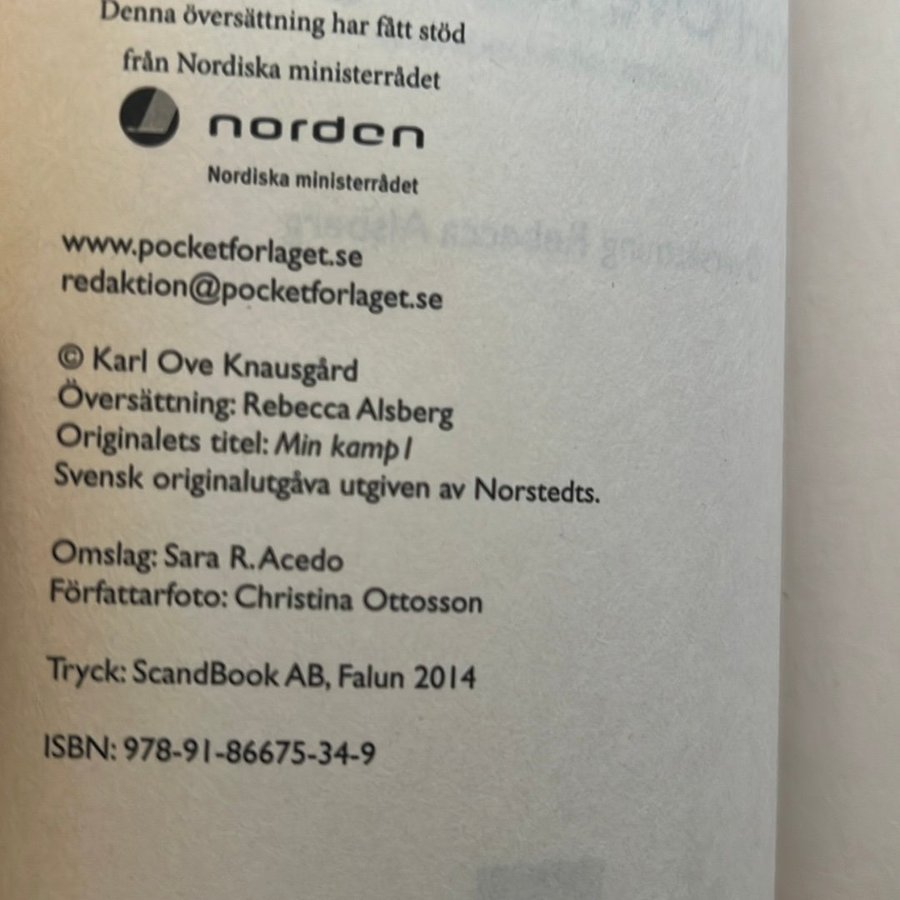 Denna översättning har fått stöd
från Nordiska ministerrådet
norden
Nordiska ministerrådet
www.pocketforlaget.se
redaktion@pocketforlaget.se
© Karl Ove Knausgård
Översättning: Rebecca Alsberg
Originalets titel: Min kamp 1
Svensk originalutgåva utgiven av Norstedts.
Omslag: Sara R. Acedo
Författarfoto: Christina Ottosson
Tryck: ScandBook AB, Falun 2014
ISBN: 978-91-86675-34-9